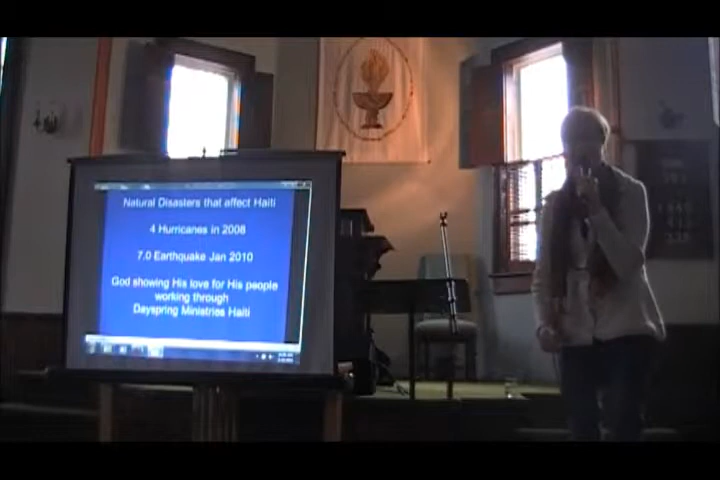 Natural Disasters that affect Haiti
4 Hurricanes in 2008
7.0 Earthquake Jan 2010
God showing His love for His people
working through
Dayspring Ministries Haiti